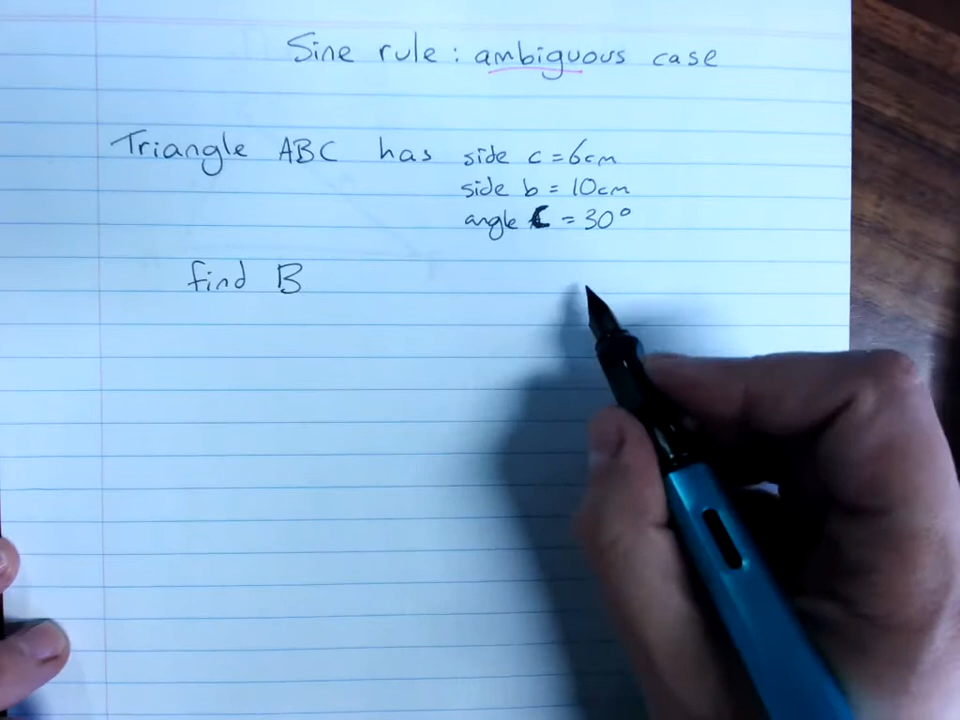 Sine rule : ambiguous case
Triangle ABC has side c = 6cm
side b = 10cm
angle C = 30°
find B